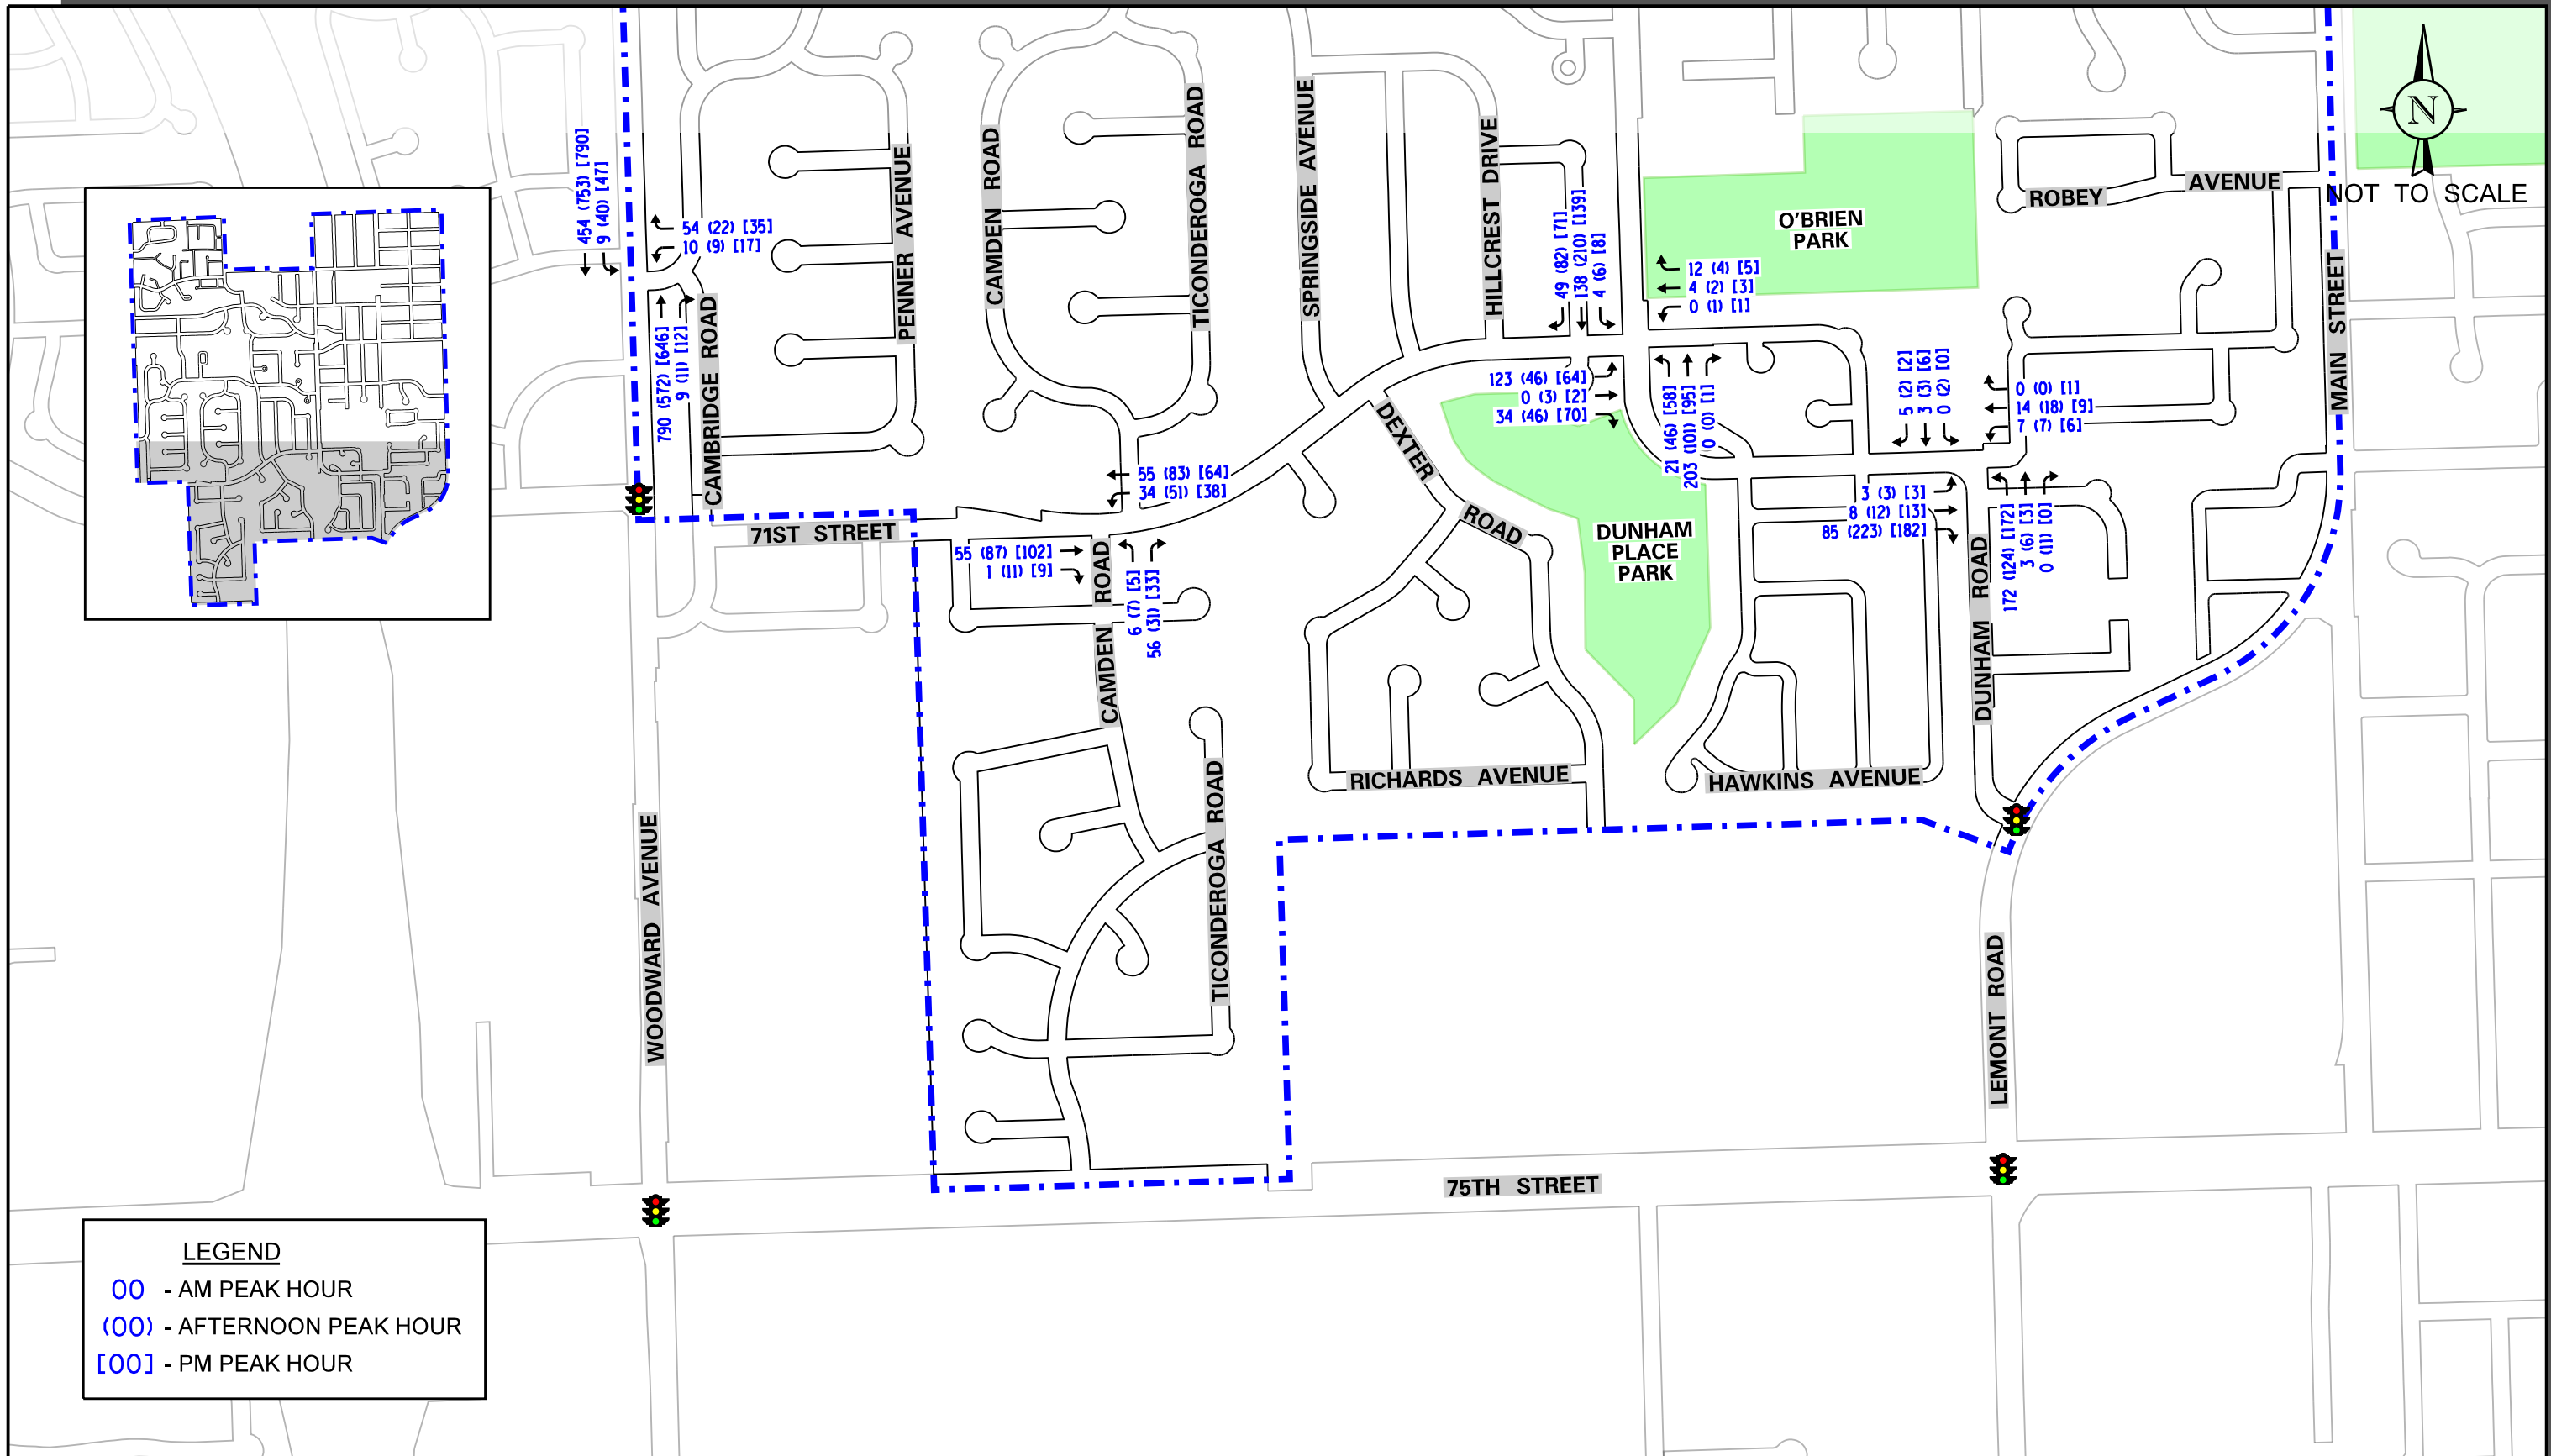 454 (753) [790]
9 (40) [47]
54 (22) [35]
10 (9) [17]
790 (572) [646]
9 (11) [12]
CAMBRIDGE ROAD
PENNER AVENUE
CAMDEN ROAD
TICONDEROGA ROAD
SPRINGSIDE AVENUE
HILLCREST DRIVE
49 (82) [71]
138 (210) [139]
4 (6) [8]
O'BRIEN
PARK
12 (4) [5]
4 (2) [3]
0 (1) [1]
ROBEY AVENUE
N
NOT TO SCALE
MAIN STREET
123 (46) [64]
0 (3) [2]
34 (46) [70]
21 (46) [58]
203 (101) [95]
0 (0) [1]
5 (2) [2]
3 (3) [6]
0 (2) [0]
0 (0) [1]
14 (18) [9]
7 (7) [6]
DEXTER ROAD
55 (83) [64]
34 (51) [38]
71ST STREET
55 (87) [102]
1 (11) [9]
CAMDEN ROAD
6 (7) [5]
56 (31) [33]
DUNHAM
PLACE
PARK
3 (3) [3]
8 (12) [13]
85 (223) [182]
DUNHAM ROAD
172 (124) [172]
3 (6) [3]
0 (11) [0]
RICHARDS AVENUE
HAWKINS AVENUE
WOODWARD AVENUE
TICONDEROGA ROAD
LEMONT ROAD
75TH STREET
LEGEND
00 - AM PEAK HOUR
(00) - AFTERNOON PEAK HOUR
[00] - PM PEAK HOUR